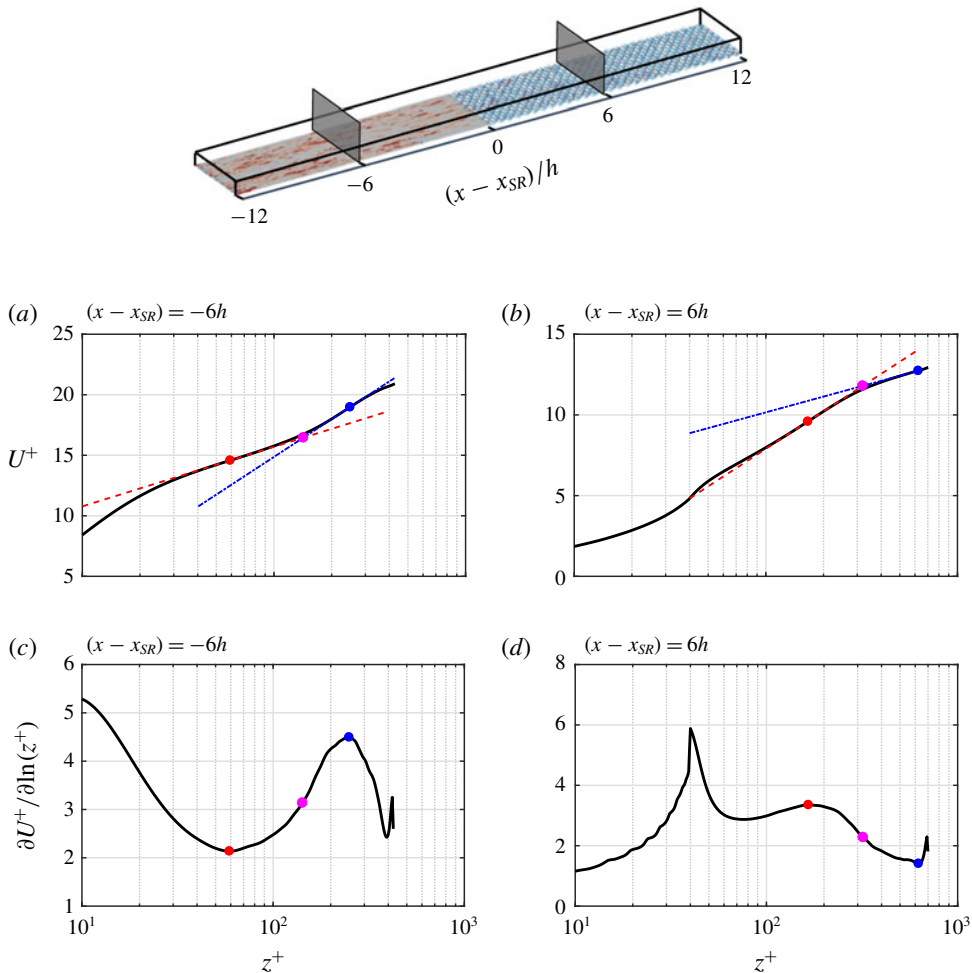 −12
−6
0
6
12
(x − x_SR)/h
(a) (x − x_SR) = −6h
25
20
15
10
5
U⁺
(b) (x − x_SR) = 6h
15
10
5
0
(c) (x − x_SR) = −6h
6
5
4
3
2
1
∂U⁺/∂ln(z⁺)
10¹ 10² 10³
z⁺
(d) (x − x_SR) = 6h
8
6
4
2
0
10¹ 10² 10³
z⁺